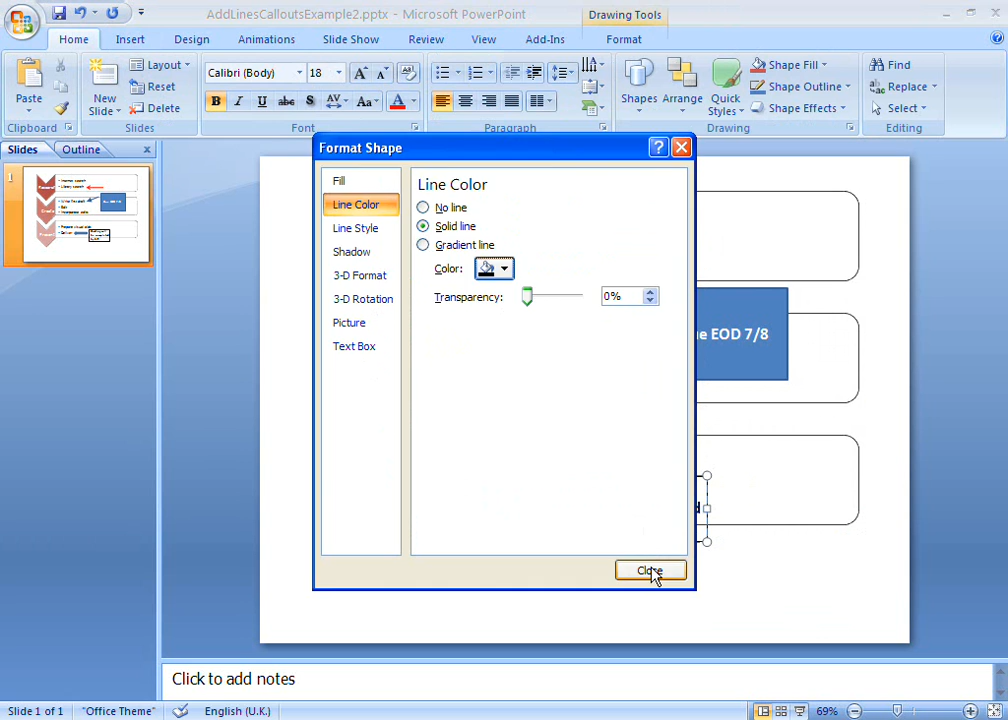 AddLinesCalloutsExample2.pptx - Microsoft PowerPoint
Drawing Tools
Home Insert Design Animations Slide Show Review View Add-Ins Format
Paste
Clipboard
New
Slide
Layout
Reset
Delete
Slides
Calibri (Body) 18
B I U abc S AV Aa A
Font
Paragraph
Shapes
Arrange
Quick
Styles
Shape Fill
Shape Outline
Shape Effects
Drawing
Find
Replace
Select
Editing
Slides Outline
1
Format Shape
Fill
Line Color
Line Style
Shadow
3-D Format
3-D Rotation
Picture
Text Box
Line Color
No line
Solid line
Gradient line
Color:
Transparency: 0%
Close
e EOD 7/8
Click to add notes
Slide 1 of 1 "Office Theme" English (U.K.) 69%